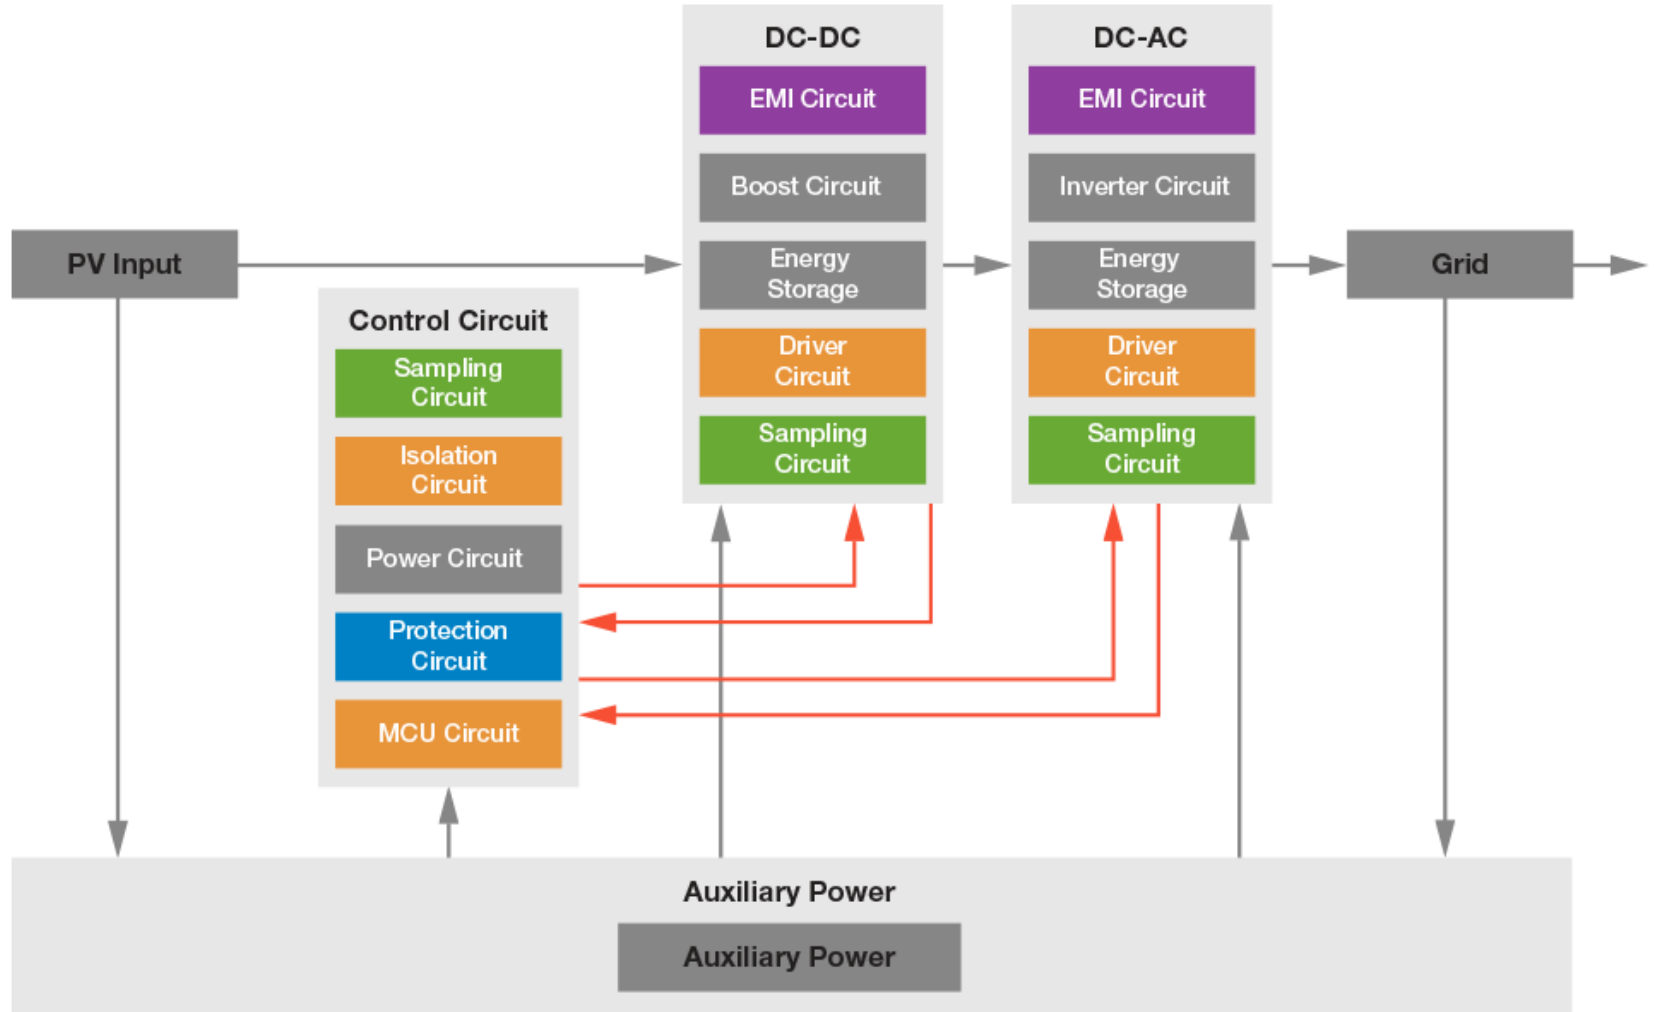 DC-DC
EMI Circuit
Boost Circuit
Energy
Storage
Driver
Circuit
Sampling
Circuit
DC-AC
EMI Circuit
Inverter Circuit
Energy
Storage
Driver
Circuit
Sampling
Circuit
PV Input
Grid
Control Circuit
Sampling
Circuit
Isolation
Circuit
Power Circuit
Protection
Circuit
MCU Circuit
Auxiliary Power
Auxiliary Power